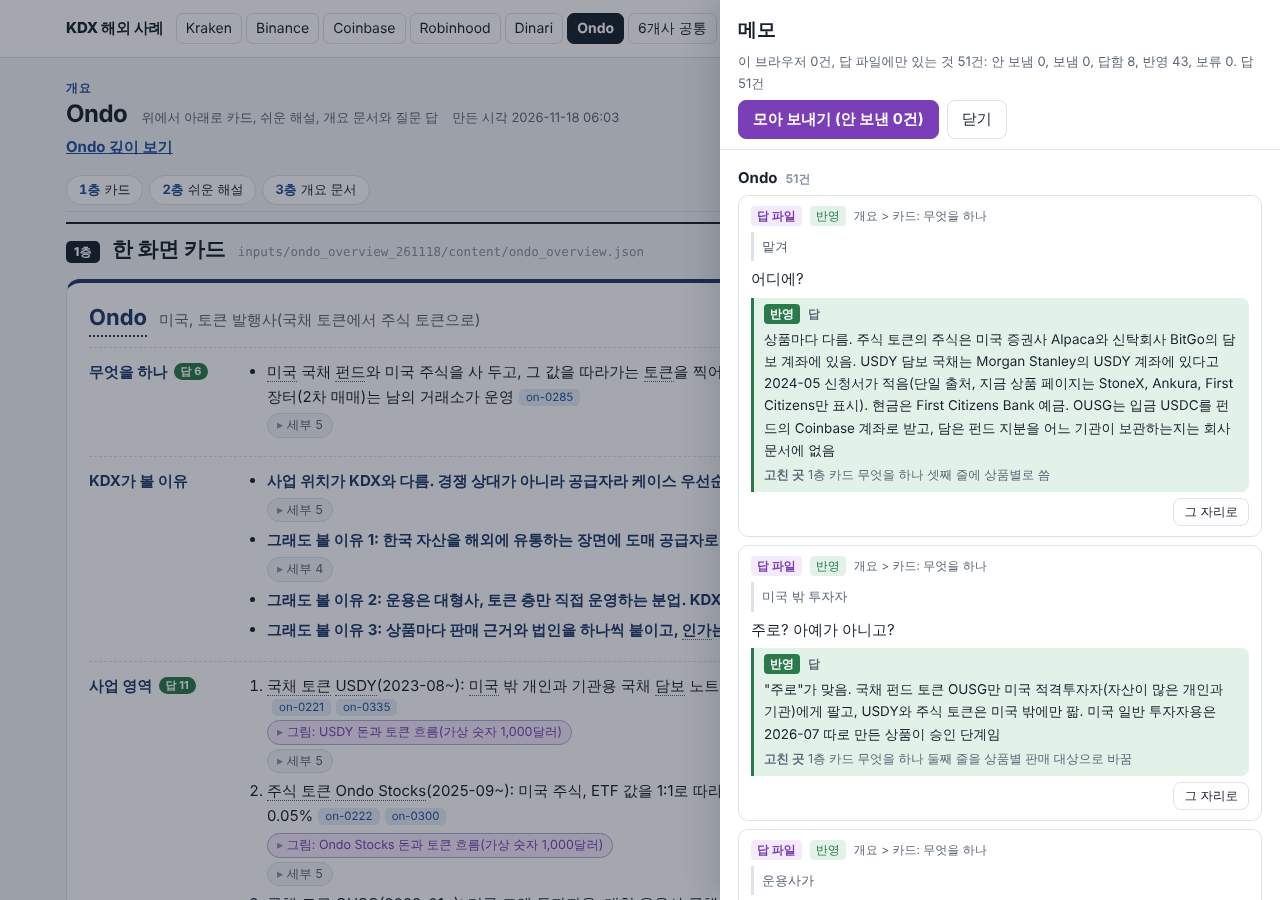 KDX 해외 사례 Kraken Binance Coinbase Robinhood Dinari Ondo 6개사 공통
개요
Ondo 위에서 아래로 카드, 쉬운 해설, 개요 문서와 질문 답 만든 시각 2026-11-18 06:03
Ondo 깊이 보기
1층 카드 2층 쉬운 해설 3층 개요 문서
1층 한 화면 카드 inputs/ondo_overview_261118/content/ondo_overview.json
Ondo 미국, 토큰 발행사(국채 토큰에서 주식 토큰으로)
무엇을 하나 답 6
• 미국 국채 펀드와 미국 주식을 사 두고, 그 값을 따라가는 토큰을 찍어
장터(2차 매매)는 남의 거래소가 운영 on-0285
▸ 세부 5
KDX가 볼 이유
• 사업 위치가 KDX와 다름. 경쟁 상대가 아니라 공급자라 케이스 우선순
▸ 세부 5
• 그래도 볼 이유 1: 한국 자산을 해외에 유통하는 장면에 도매 공급자로
▸ 세부 4
• 그래도 볼 이유 2: 운용은 대형사, 토큰 층만 직접 운영하는 분업. KDX
• 그래도 볼 이유 3: 상품마다 판매 근거와 법인을 하나씩 붙이고, 인가는
사업 영역 답 11
1. 국채 토큰 USDY(2023-08~): 미국 밖 개인과 기관용 국채 담보 노트
on-0221 on-0335
▸ 그림: USDY 돈과 토큰 흐름(가상 숫자 1,000달러)
▸ 세부 5
2. 주식 토큰 Ondo Stocks(2025-09~): 미국 주식, ETF 값을 1:1로 따라
0.05% on-0222 on-0300
▸ 그림: Ondo Stocks 돈과 토큰 흐름(가상 숫자 1,000달러)
▸ 세부 5
메모
이 브라우저 0건, 답 파일에만 있는 것 51건: 안 보냄 0, 보냄 0, 답함 8, 반영 43, 보류 0. 답
51건
모아 보내기 (안 보낸 0건) 닫기
Ondo 51건
답 파일 반영 개요 > 카드: 무엇을 하나
맡겨
어디에?
반영 답
상품마다 다름. 주식 토큰의 주식은 미국 증권사 Alpaca와 신탁회사 BitGo의 담
보 계좌에 있음. USDY 담보 국채는 Morgan Stanley의 USDY 계좌에 있다고
2024-05 신청서가 적음(단일 출처, 지금 상품 페이지는 StoneX, Ankura, First
Citizens만 표시). 현금은 First Citizens Bank 예금. OUSG는 입금 USDC를 펀
드의 Coinbase 계좌로 받고, 담은 펀드 지분을 어느 기관이 보관하는지는 회사
문서에 없음
고친 곳 1층 카드 무엇을 하나 셋째 줄에 상품별로 씀
그 자리로
답 파일 반영 개요 > 카드: 무엇을 하나
미국 밖 투자자
주로? 아예가 아니고?
반영 답
"주로"가 맞음. 국채 펀드 토큰 OUSG만 미국 적격투자자(자산이 많은 개인과
기관)에게 팔고, USDY와 주식 토큰은 미국 밖에만 팖. 미국 일반 투자자용은
2026-07 따로 만든 상품이 승인 단계임
고친 곳 1층 카드 무엇을 하나 둘째 줄을 상품별 판매 대상으로 바꿈
그 자리로
답 파일 반영 개요 > 카드: 무엇을 하나
운용사가